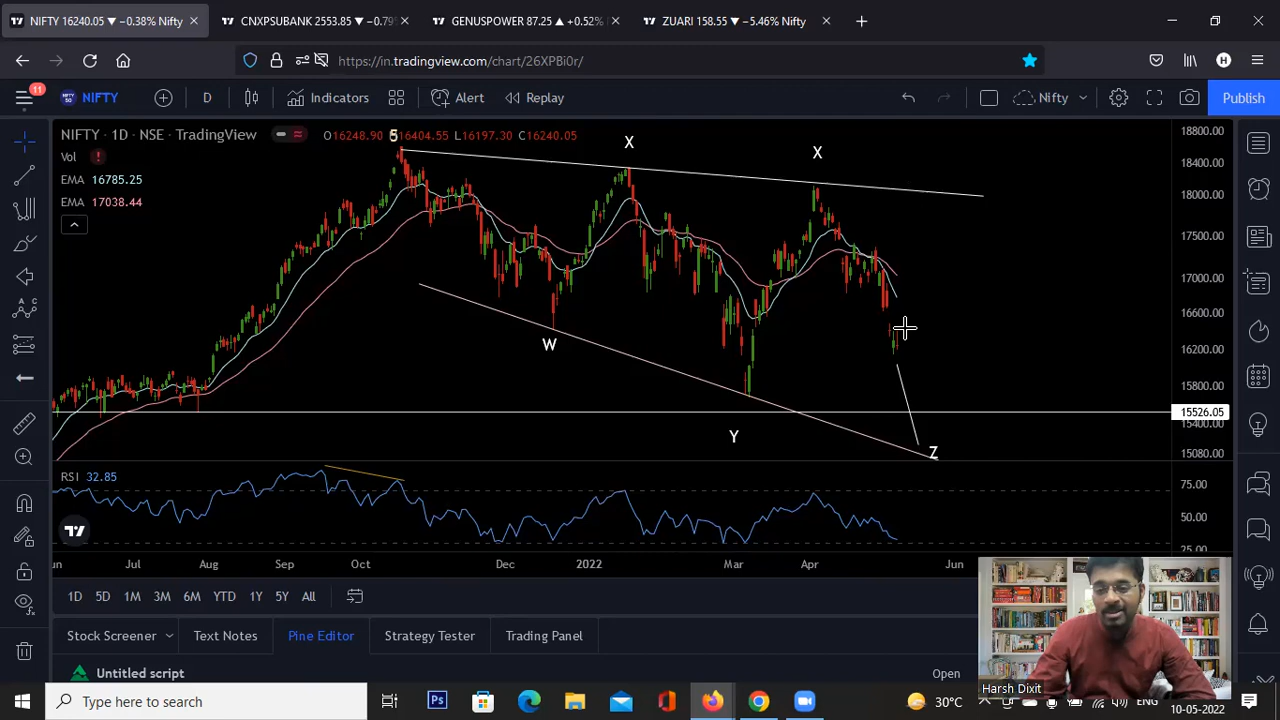 NIFTY 16240.05 ▼ −0.38% Nifty
CNXPSUBANK 2553.85 ▼ −0.79%
GENUSPOWER 87.25 ▲ +0.52%
ZUARI 158.55 ▼ −5.46% Nifty
https://in.tradingview.com/chart/26XPBi0r/
H
11
NIFTY
D
Indicators
Alert
Replay
Nifty
Publish
NIFTY · 1D · NSE · TradingView
O16248.90 H16404.55 L16197.30 C16240.05
Vol
EMA 16785.25
EMA 17038.44
X
X
W
Y
Z
18800.00
18400.00
18000.00
17500.00
17000.00
16600.00
16200.00
15800.00
15526.05
15400.00
15080.00
RSI 32.85
75.00
50.00
25.00
Jul
Aug
Sep
Oct
Dec
2022
Mar
Apr
Jun
1D
5D
1M
3M
6M
YTD
1Y
5Y
All
Stock Screener
Text Notes
Pine Editor
Strategy Tester
Trading Panel
Untitled script
Open
Harsh Dixit
Type here to search
30°C
ENG
10-05-2022